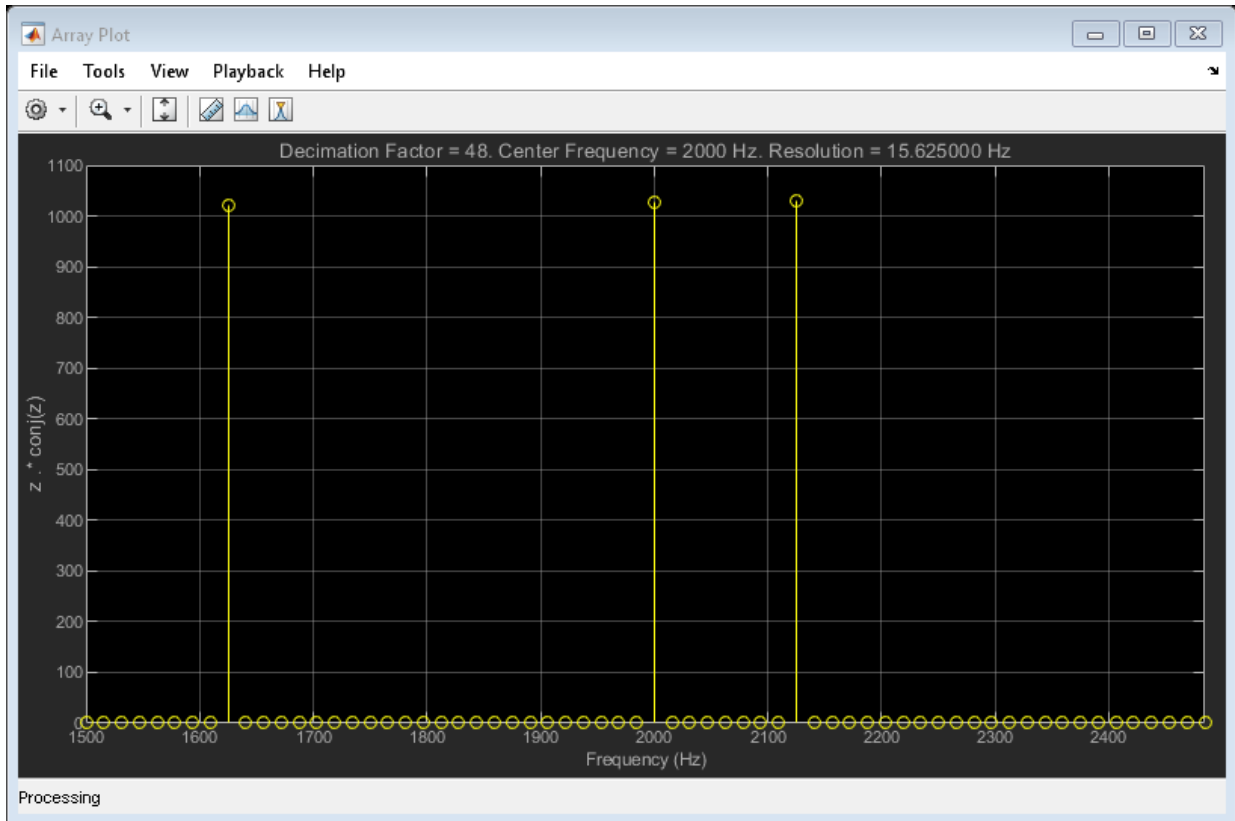 Array Plot
File Tools View Playback Help
Decimation Factor = 48. Center Frequency = 2000 Hz. Resolution = 15.625000 Hz
1100
1000
900
800
700
600
500
400
300
200
100
0
z .* conj(z)
1500 1600 1700 1800 1900 2000 2100 2200 2300 2400
Frequency (Hz)
Processing